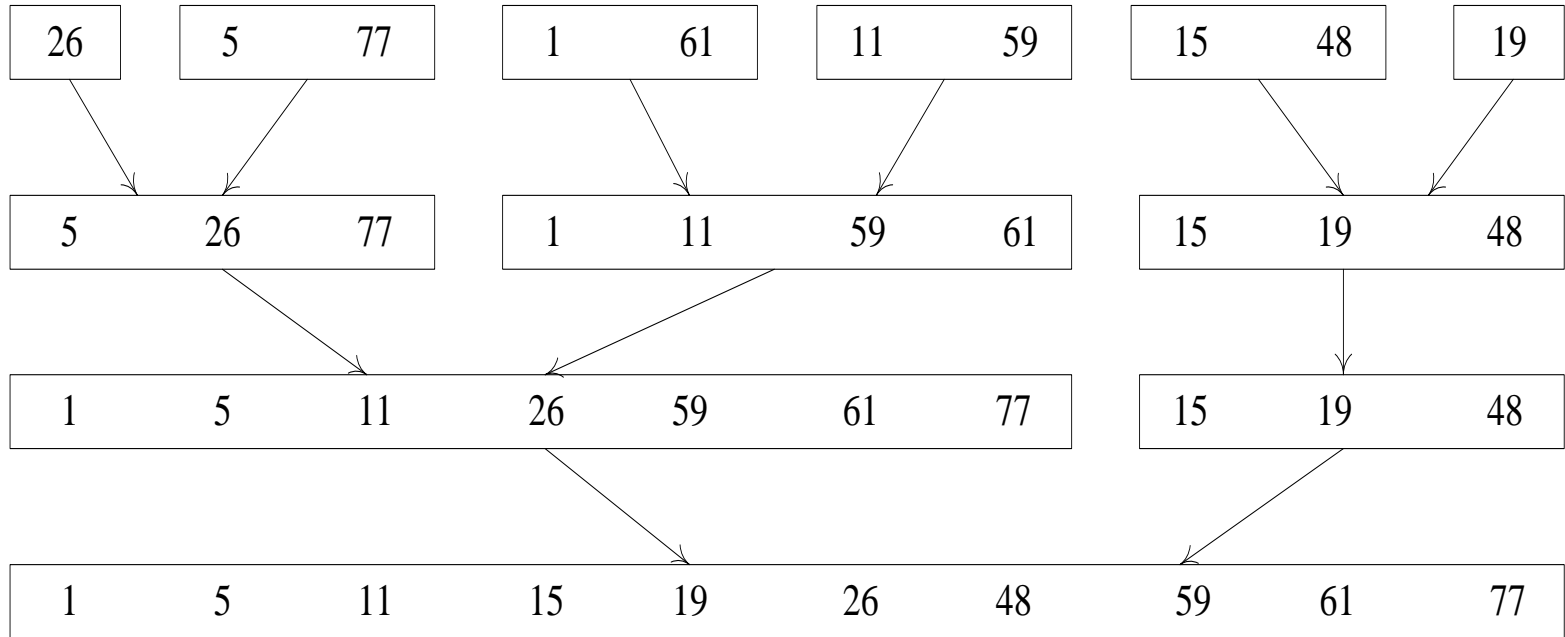 26 5 77 1 61 11 59 15 48 19
5 26 77 1 11 59 61 15 19 48
1 5 11 26 59 61 77 15 19 48
1 5 11 15 19 26 48 59 61 77